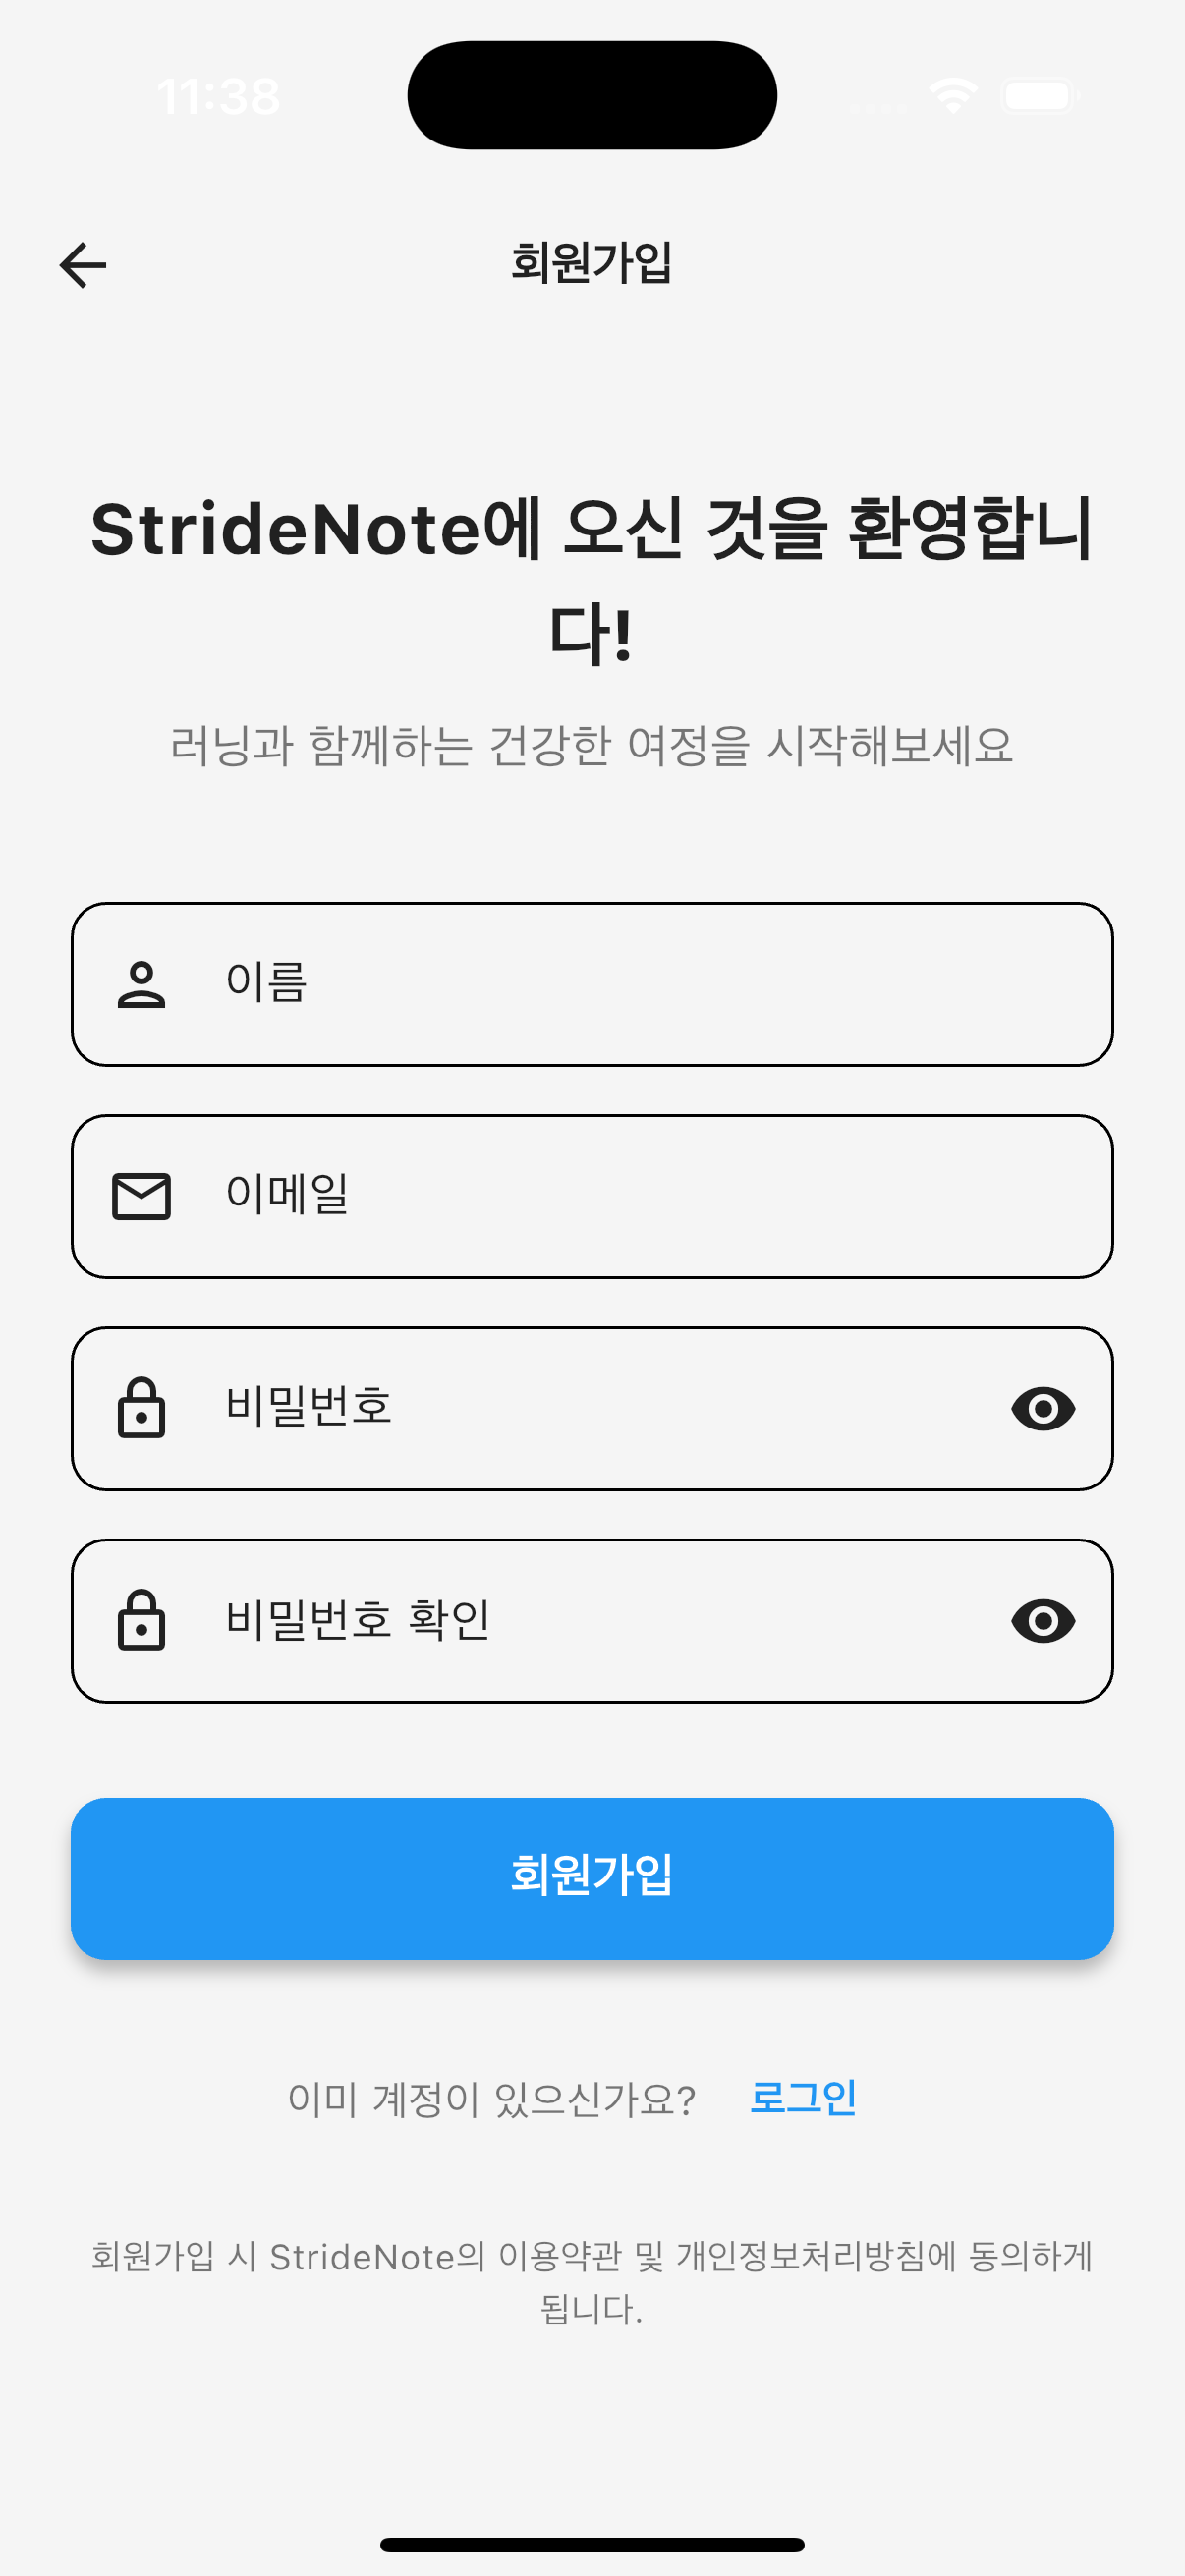 11:38
회원가입
StrideNote에 오신 것을 환영합니
다!
러닝과 함께하는 건강한 여정을 시작해보세요
이름
이메일
비밀번호
비밀번호 확인
회원가입
이미 계정이 있으신가요? 로그인
회원가입 시 StrideNote의 이용약관 및 개인정보처리방침에 동의하게
됩니다.